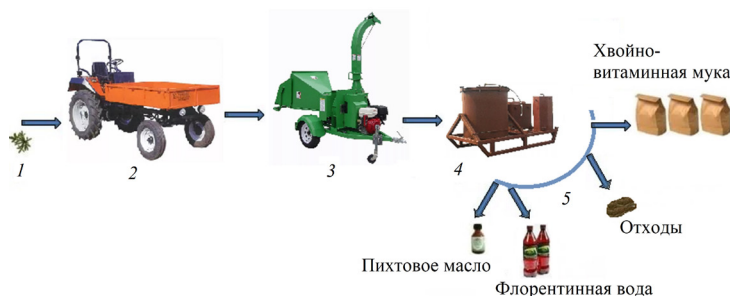 Хвойно-
витаминная мука
1
2
3
4
5
Отходы
Пихтовое масло
Флорентинная вода